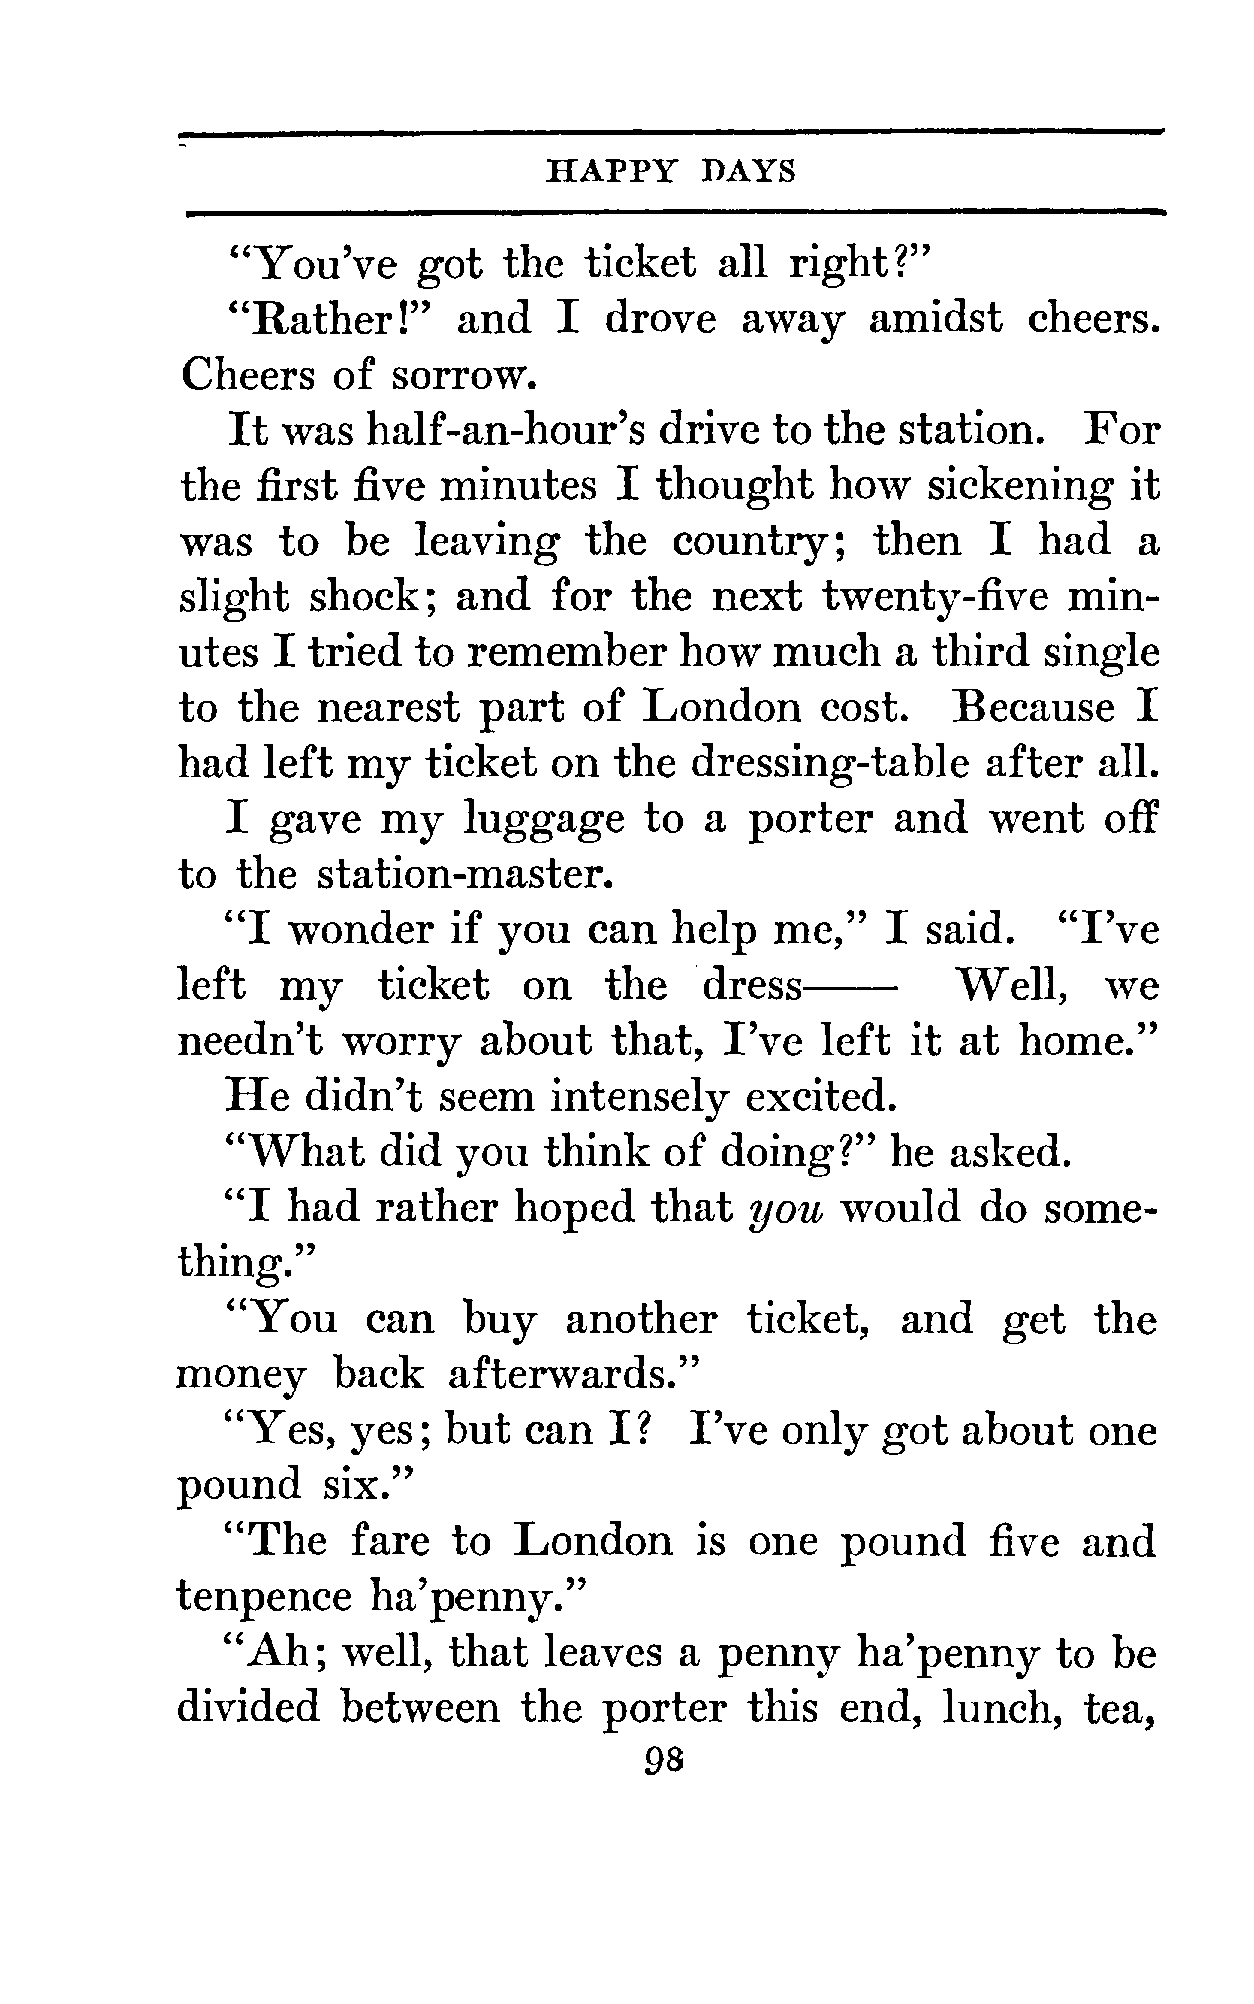 HAPPY DAYS
“You’ve got the ticket all right?”
“Rather!” and I drove away amidst cheers.
Cheers of sorrow.
It was half-an-hour’s drive to the station. For
the first five minutes I thought how sickening it
was to be leaving the country; then I had a
slight shock; and for the next twenty-five min-
utes I tried to remember how much a third single
to the nearest part of London cost. Because I
had left my ticket on the dressing-table after all.
I gave my luggage to a porter and went off
to the station-master.
“I wonder if you can help me,” I said. “I’ve
left my ticket on the dress—— Well, we
needn’t worry about that, I’ve left it at home.”
He didn’t seem intensely excited.
“What did you think of doing?” he asked.
“I had rather hoped that you would do some-
thing.”
“You can buy another ticket, and get the
money back afterwards.”
“Yes, yes; but can I? I’ve only got about one
pound six.”
“The fare to London is one pound five and
tenpence ha’penny.”
“Ah; well, that leaves a penny ha’penny to be
divided between the porter this end, lunch, tea,
98